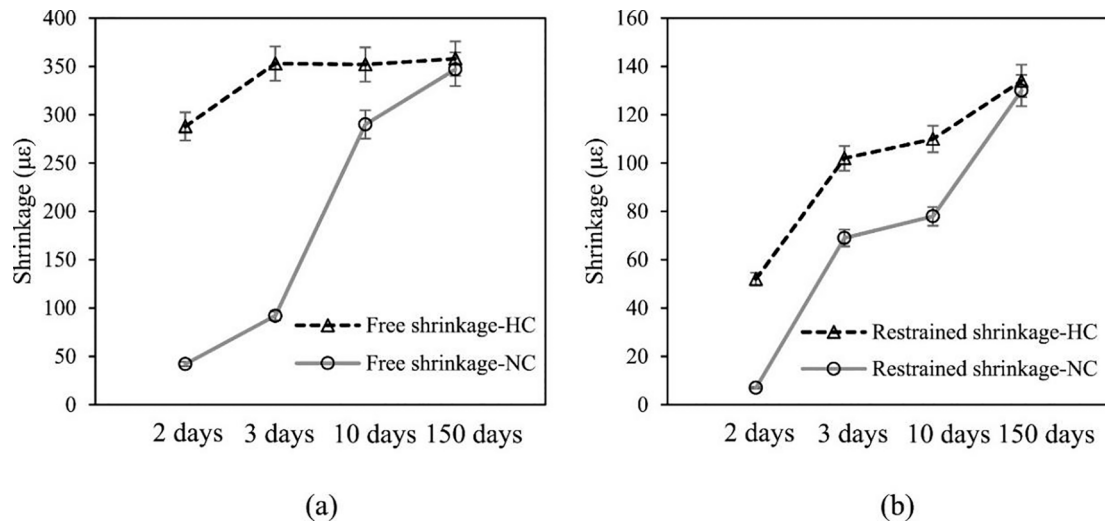 400
350
300
250
200
150
100
50
0
Shrinkage (με)
Free shrinkage-HC
Free shrinkage-NC
2 days 3 days 10 days 150 days
(a)
160
140
120
100
80
60
40
20
0
Shrinkage (με)
Restrained shrinkage-HC
Restrained shrinkage-NC
2 days 3 days 10 days 150 days
(b)